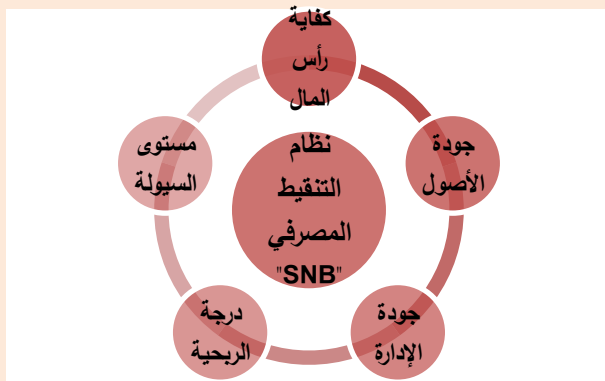 كفاية
رأس
المال
جودة
الأصول
جودة
الإدارة
درجة
الربحية
مستوى
السيولة
نظام
التنقيط
المصرفي
"SNB"